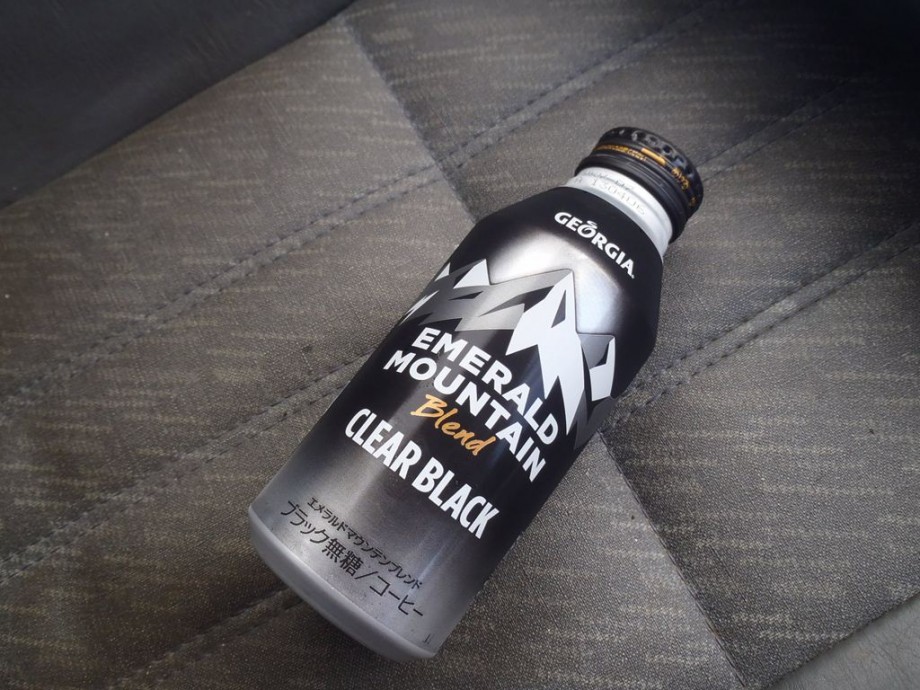 GEORGIA
EMERALD
MOUNTAIN
Blend
CLEAR BLACK
エメラルドマウンテンブレンド
ブラック無糖/コーヒー